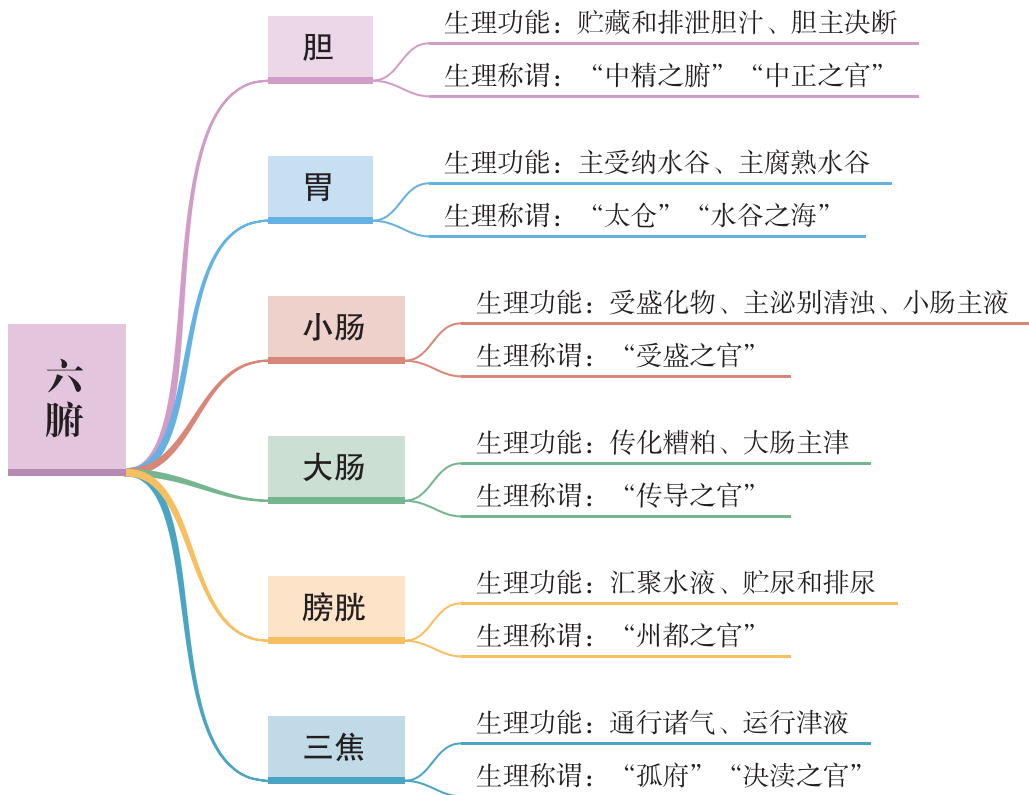 六
腑
胆
生理功能：贮藏和排泄胆汁、胆主决断
生理称谓：“中精之腑”“中正之官”
胃
生理功能：主受纳水谷、主腐熟水谷
生理称谓：“太仓”“水谷之海”
小肠
生理功能：受盛化物、主泌别清浊、小肠主液
生理称谓：“受盛之官”
大肠
生理功能：传化糟粕、大肠主津
生理称谓：“传导之官”
膀胱
生理功能：汇聚水液、贮尿和排尿
生理称谓：“州都之官”
三焦
生理功能：通行诸气、运行津液
生理称谓：“孤府”“决渎之官”